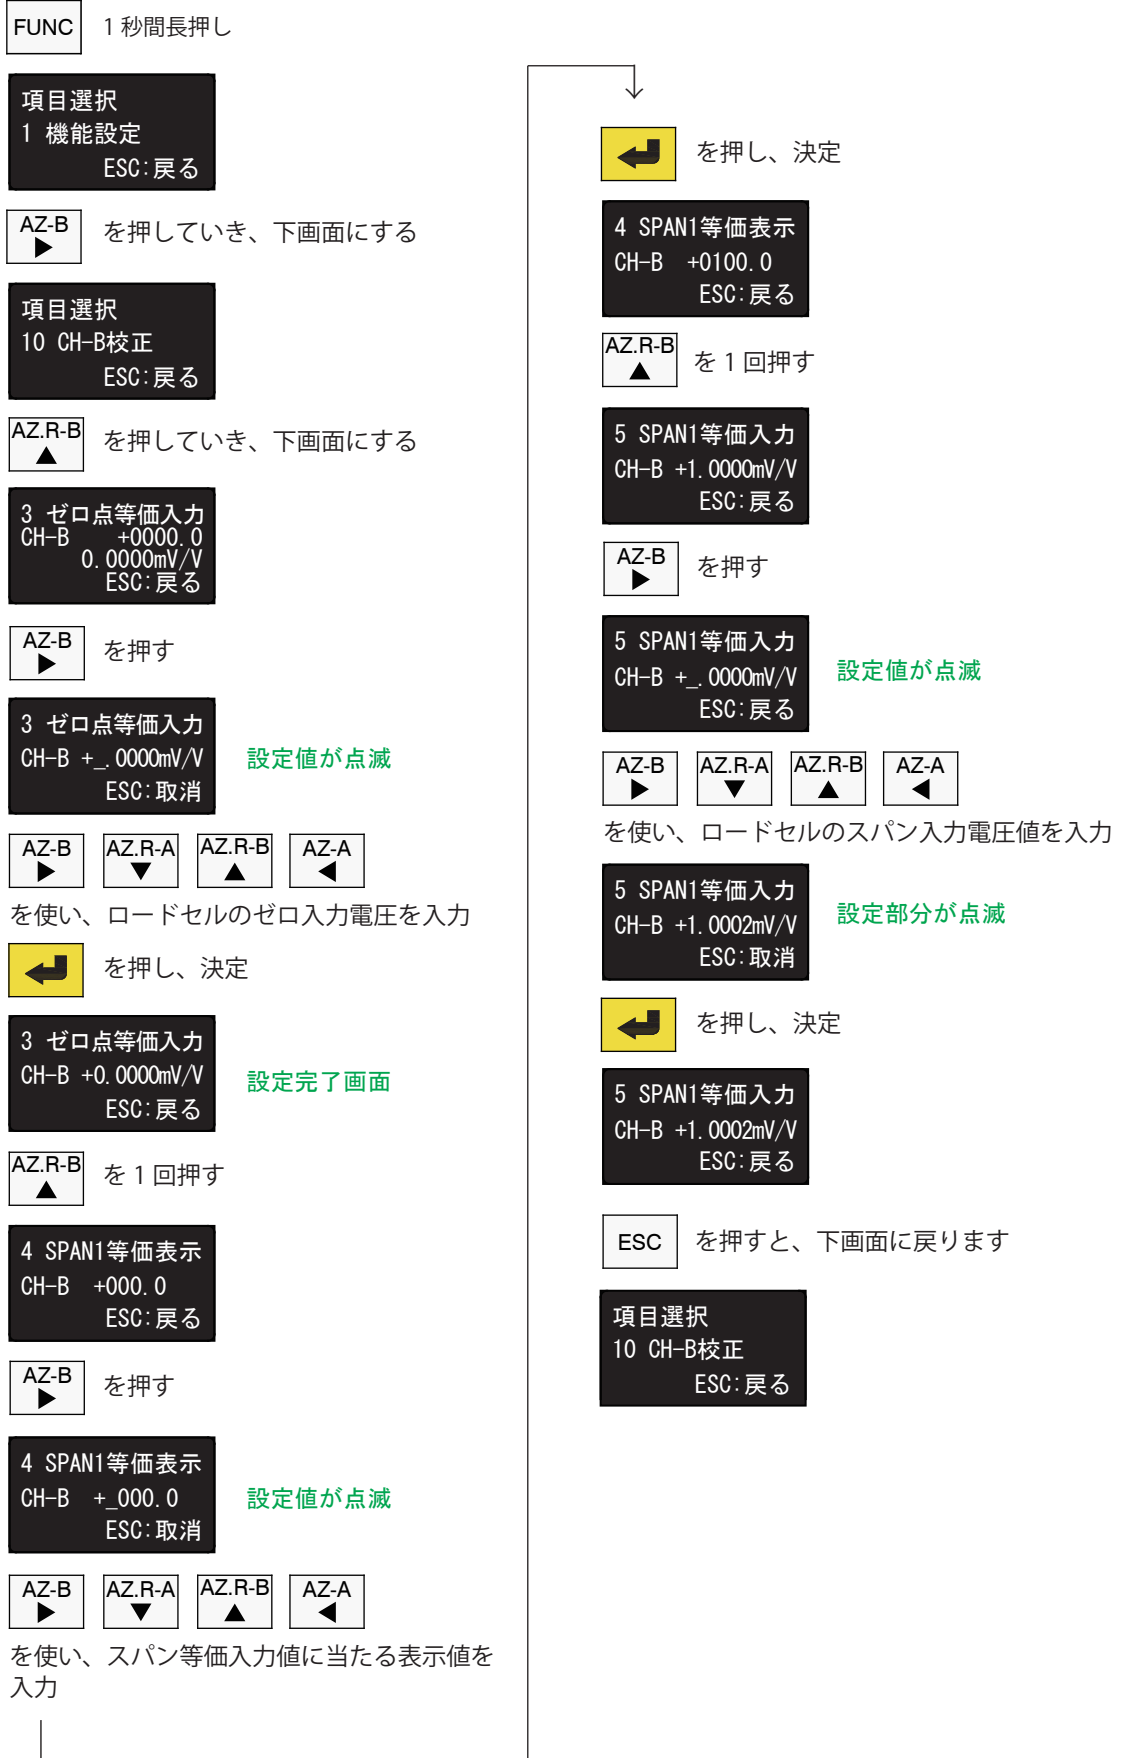 FUNC 1 秒間長押し
項目選択
1 機能設定
ESC:戻る
AZ-B を押していき、下画面にする
項目選択
10 CH-B校正
ESC:戻る
AZ.R-B を押していき、下画面にする
3 ゼロ点等価入力
CH-B +0000.0
0.0000mV/V
ESC:戻る
AZ-B を押す
3 ゼロ点等価入力
CH-B +_.0000mV/V 設定値が点滅
ESC:取消
AZ-B AZ.R-A AZ.R-B AZ-A
を使い、ロードセルのゼロ入力電圧を入力
を押し、決定
3 ゼロ点等価入力
CH-B +0.0000mV/V 設定完了画面
ESC:戻る
AZ.R-B を 1 回押す
4 SPAN1等価表示
CH-B +000.0
ESC:戻る
AZ-B を押す
4 SPAN1等価表示
CH-B +_000.0 設定値が点滅
ESC:取消
AZ-B AZ.R-A AZ.R-B AZ-A
を使い、スパン等価入力値に当たる表示値を
入力
を押し、決定
4 SPAN1等価表示
CH-B +0100.0
ESC:戻る
AZ.R-B を 1 回押す
5 SPAN1等価入力
CH-B +1.0000mV/V
ESC:戻る
AZ-B を押す
5 SPAN1等価入力
CH-B +_.0000mV/V 設定値が点滅
ESC:戻る
AZ-B AZ.R-A AZ.R-B AZ-A
を使い、ロードセルのスパン入力電圧値を入力
5 SPAN1等価入力
CH-B +1.0002mV/V 設定部分が点滅
ESC:取消
を押し、決定
5 SPAN1等価入力
CH-B +1.0002mV/V
ESC:戻る
ESC を押すと、下画面に戻ります
項目選択
10 CH-B校正
ESC:戻る